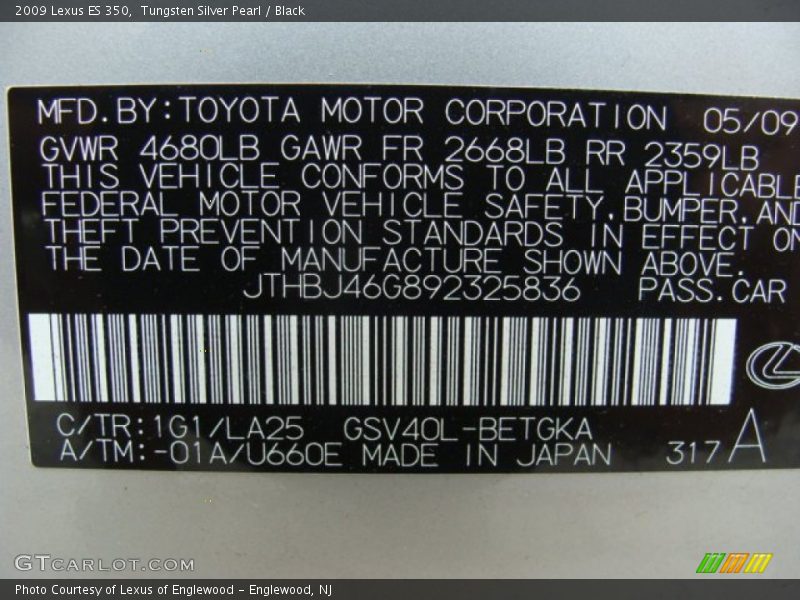 2009 Lexus ES 350,  Tungsten Silver Pearl / Black
MFD.BY:TOYOTA MOTOR CORPORATION 05/09
GVWR 4680LB GAWR FR 2668LB RR 2359LB
THIS VEHICLE CONFORMS TO ALL APPLICABLE
FEDERAL MOTOR VEHICLE SAFETY,BUMPER,AND
THEFT PREVENTION STANDARDS IN EFFECT ON
THE DATE OF MANUFACTURE SHOWN ABOVE.
JTHBJ46G892325836 PASS.CAR
C/TR:1G1/LA25 GSV40L-BETGKA
A/TM:-01A/U660E MADE IN JAPAN 317A
GTCARLOT.COM
Photo Courtesy of Lexus of Englewood - Englewood, NJ